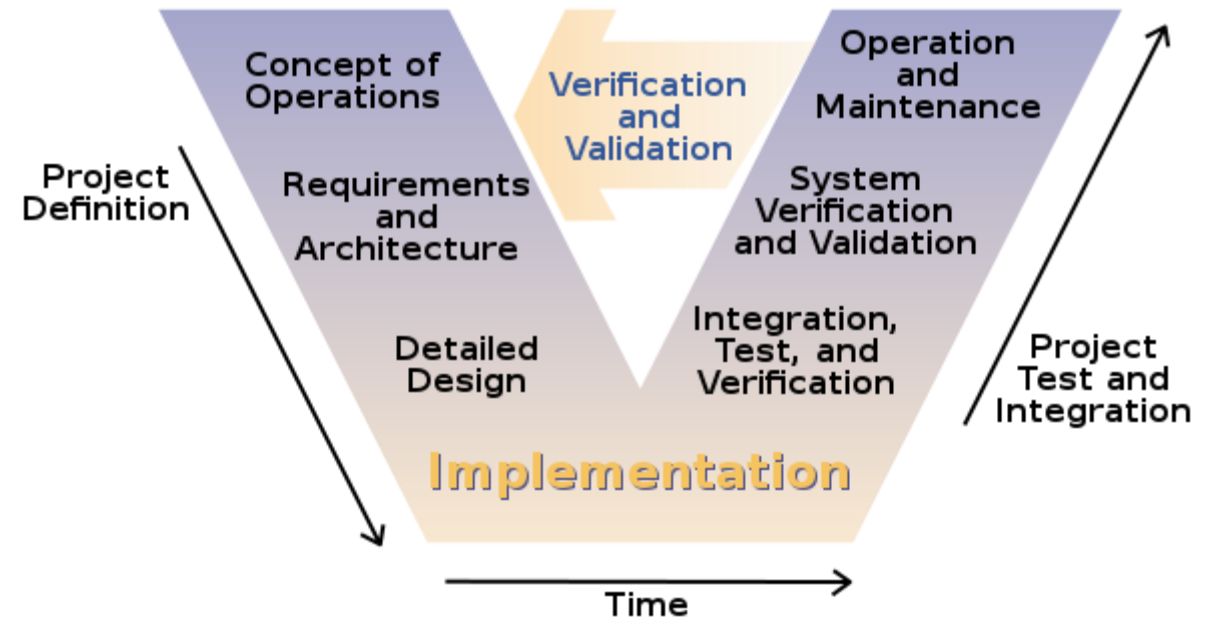 Concept of
Operations
Verification
and
Validation
Operation
and
Maintenance
Project
Definition
Requirements
and
Architecture
System
Verification
and Validation
Detailed
Design
Integration,
Test, and
Verification
Project
Test and
Integration
Implementation
Time